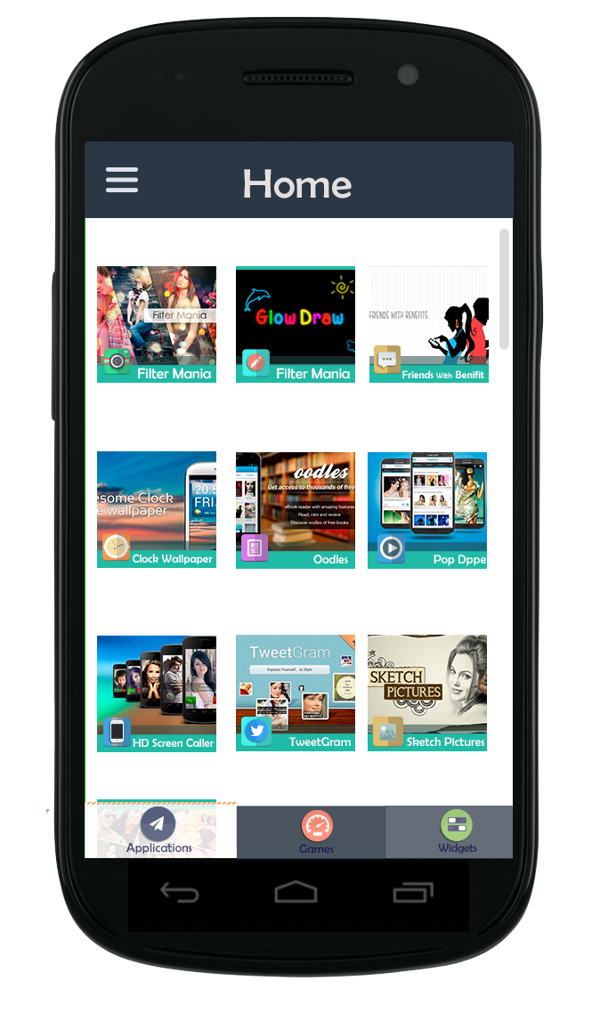 Home
Filter Mania
Filter Mania
Glow Draw
Filter Mania
FRIENDS WITH BENEFITS
Friends With Benifit
esome Clock
e wallpaper
20:5
FRI
Clock Wallpaper
oodles
Get access to thousands of free
eBook reader with amazing features
Read, rate and review
Discover oodles of free books
Oodles
Pop Dppe
HD Screen Caller
TweetGram
Express Yourself , In Style
TweetGram
SKETCH
PICTURES
Sketch Pictures
Applications
Games
Widgets